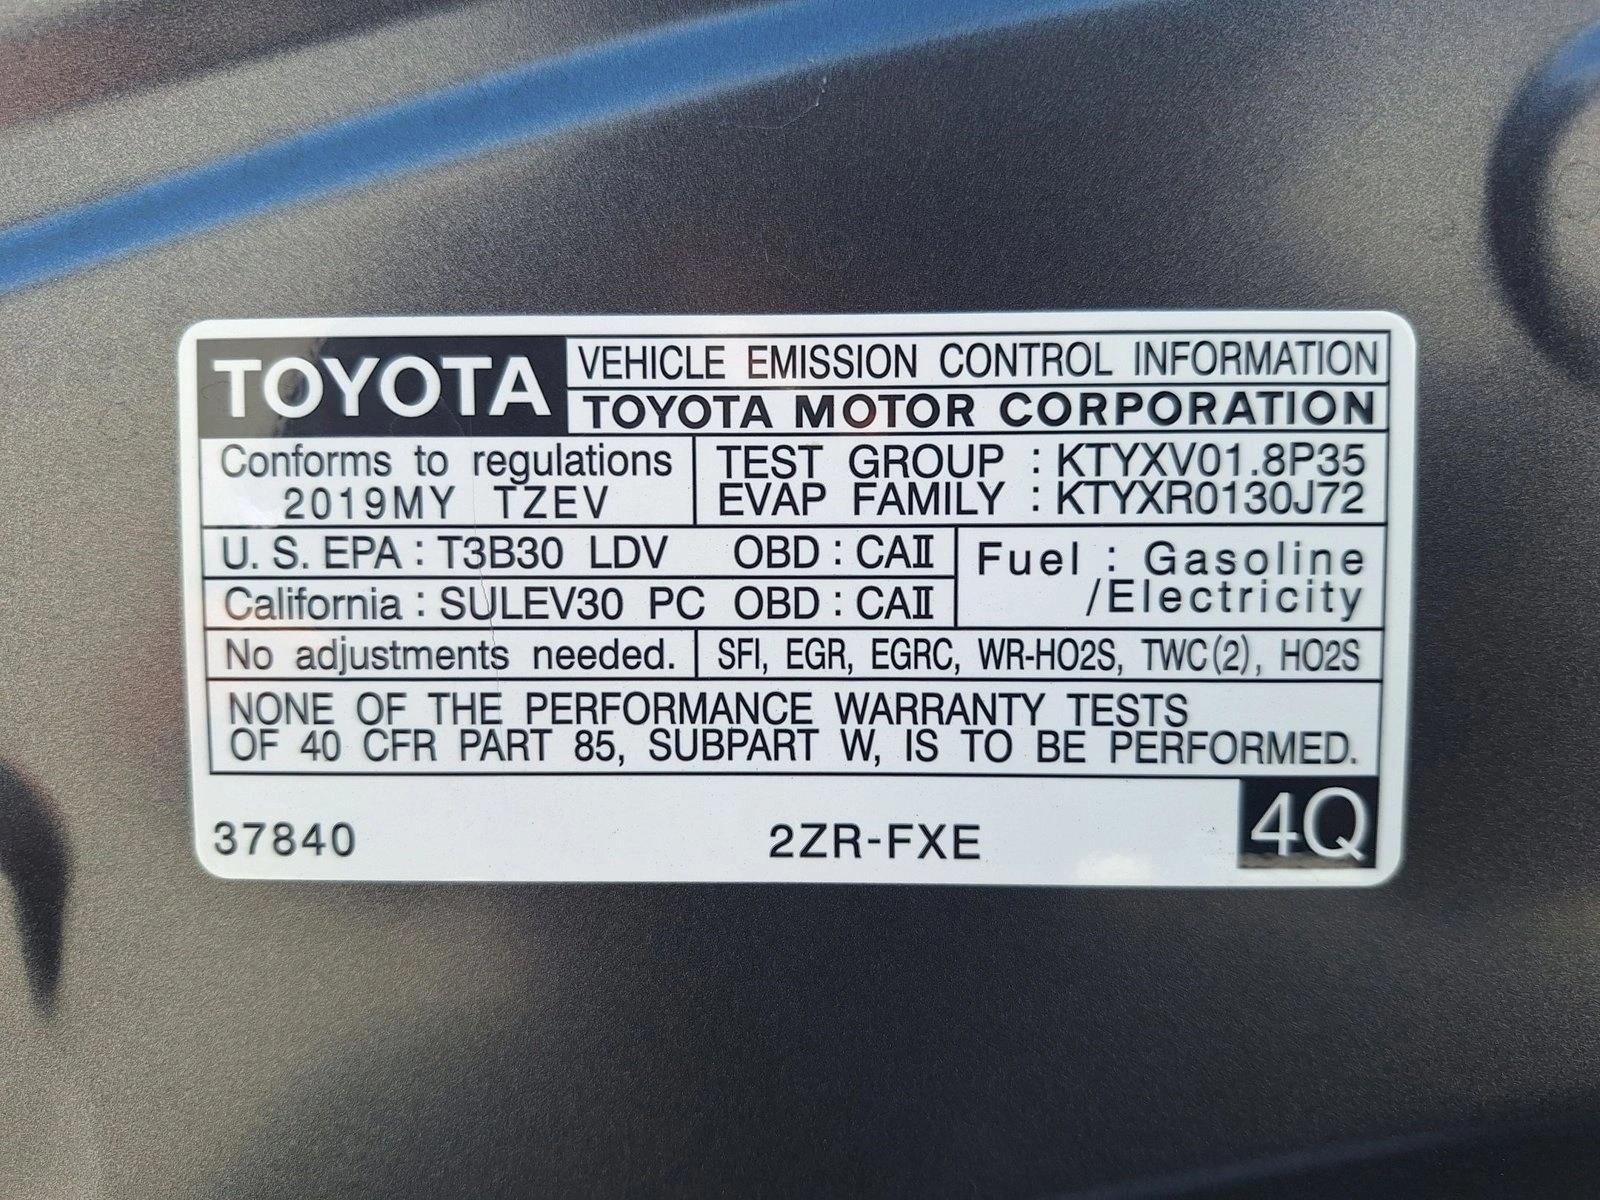 TOYOTA
VEHICLE EMISSION CONTROL INFORMATION
TOYOTA MOTOR CORPORATION
Conforms to regulations
2019MY TZEV
TEST GROUP : KTYXV01.8P35
EVAP FAMILY : KTYXR0130J72
U. S. EPA : T3B30 LDV OBD : CAII
California : SULEV30 PC OBD : CAII
Fuel : Gasoline
/Electricity
No adjustments needed.
SFI, EGR, EGRC, WR-HO2S, TWC(2), HO2S
NONE OF THE PERFORMANCE WARRANTY TESTS
OF 40 CFR PART 85, SUBPART W, IS TO BE PERFORMED.
37840 2ZR-FXE 4Q